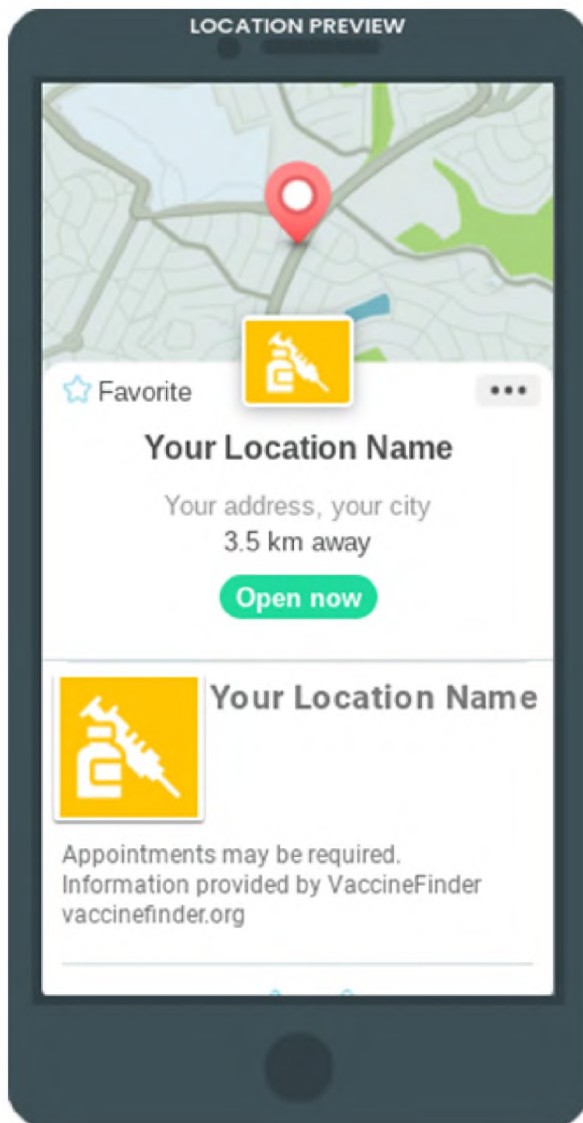 LOCATION PREVIEW
Favorite
Your Location Name
Your address, your city
3.5 km away
Open now
Your Location Name
Appointments may be required.
Information provided by VaccineFinder
vaccinefinder.org